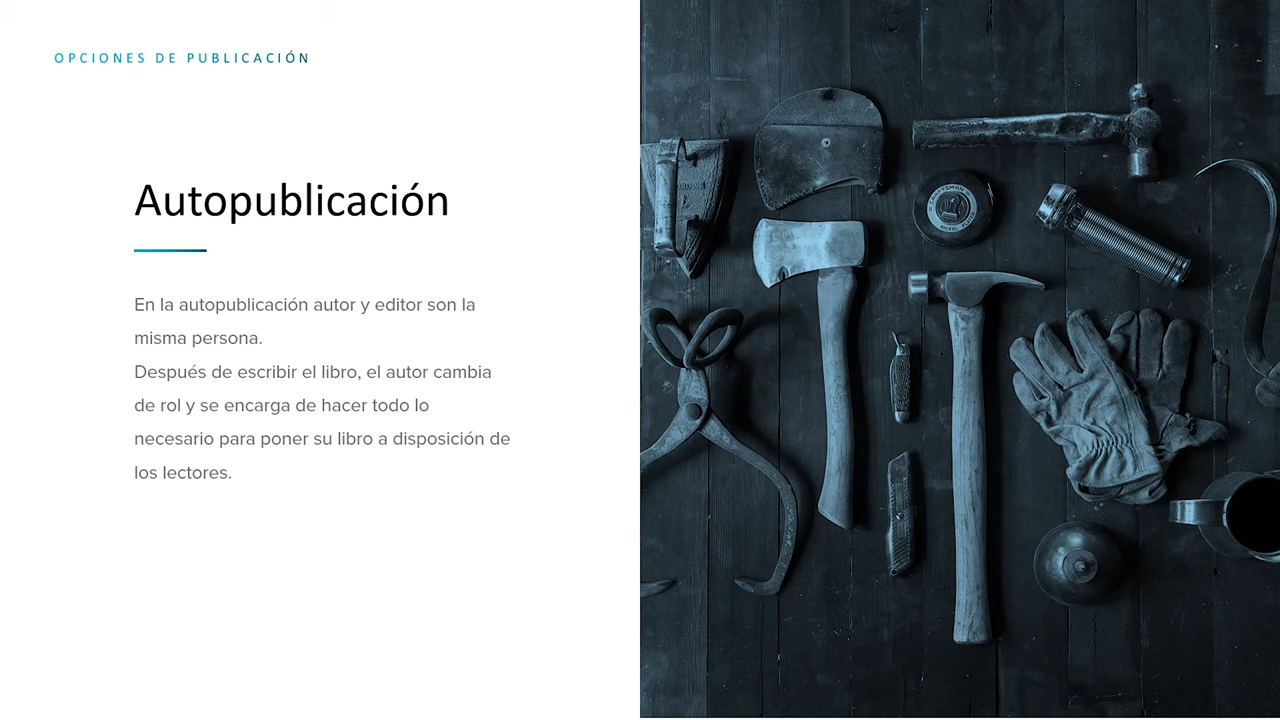 OPCIONES DE PUBLICACIÓN
Autopublicación
En la autopublicación autor y editor son la
misma persona.
Después de escribir el libro, el autor cambia
de rol y se encarga de hacer todo lo
necesario para poner su libro a disposición de
los lectores.
CRAFTSMAN